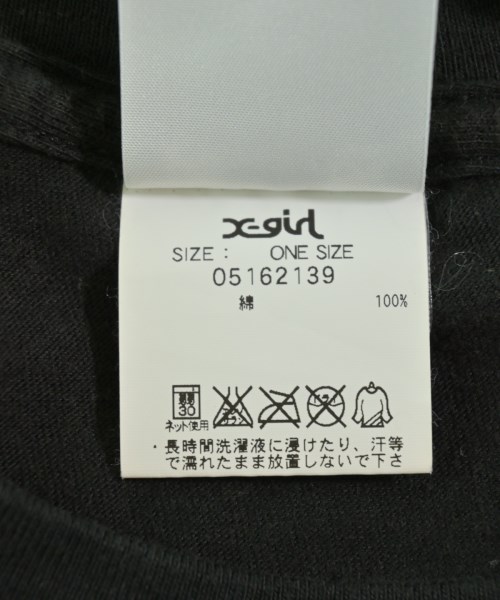 X-girl
SIZE : ONE SIZE
05162139
綿 100%
弱 30
ネット使用
・長時間洗濯液に浸けたり、汗等
で濡れたまま放置しないで下さ